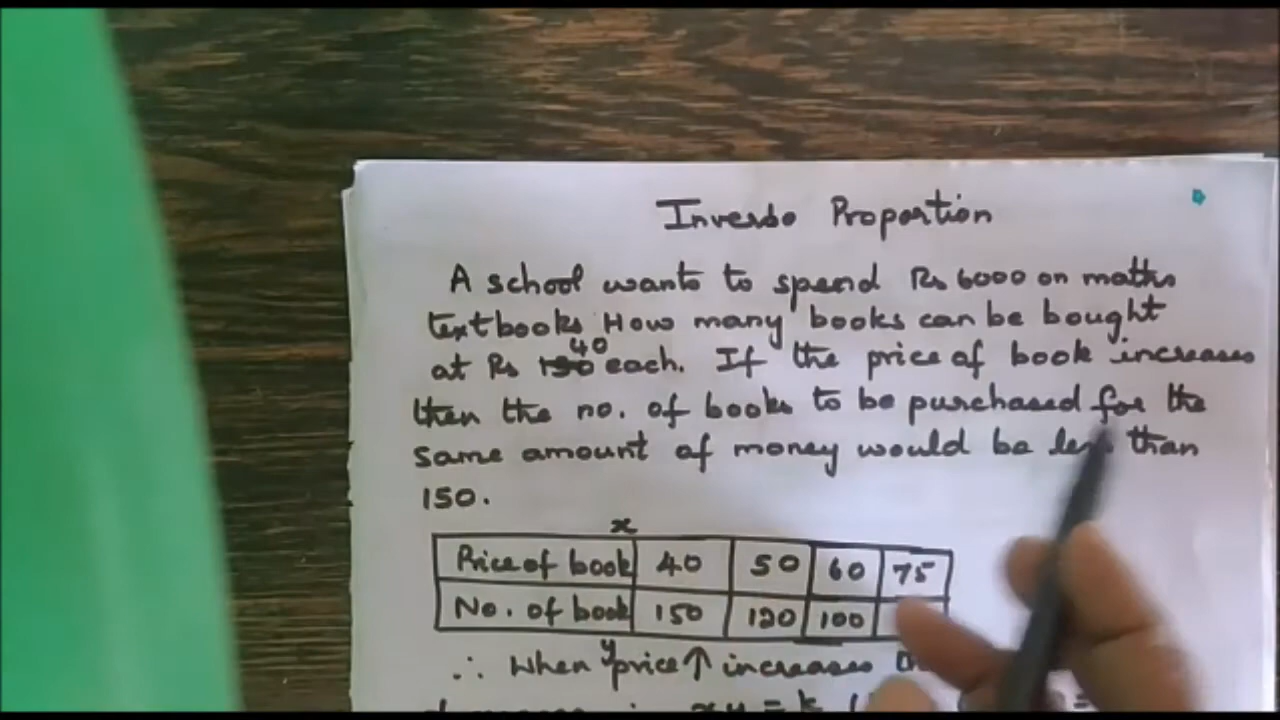 Inverse Proportion
A school wants to spend Rs 6000 on maths
textbooks How many books can be bought
at Rs 40 each. If the price of book increases
then the no. of books to be purchased for the
same amount of money would be less than
150.
x
Price of book 40 50 60 75
No. of book 150 120 100
y
∴ When price ↑ increases
xy = k